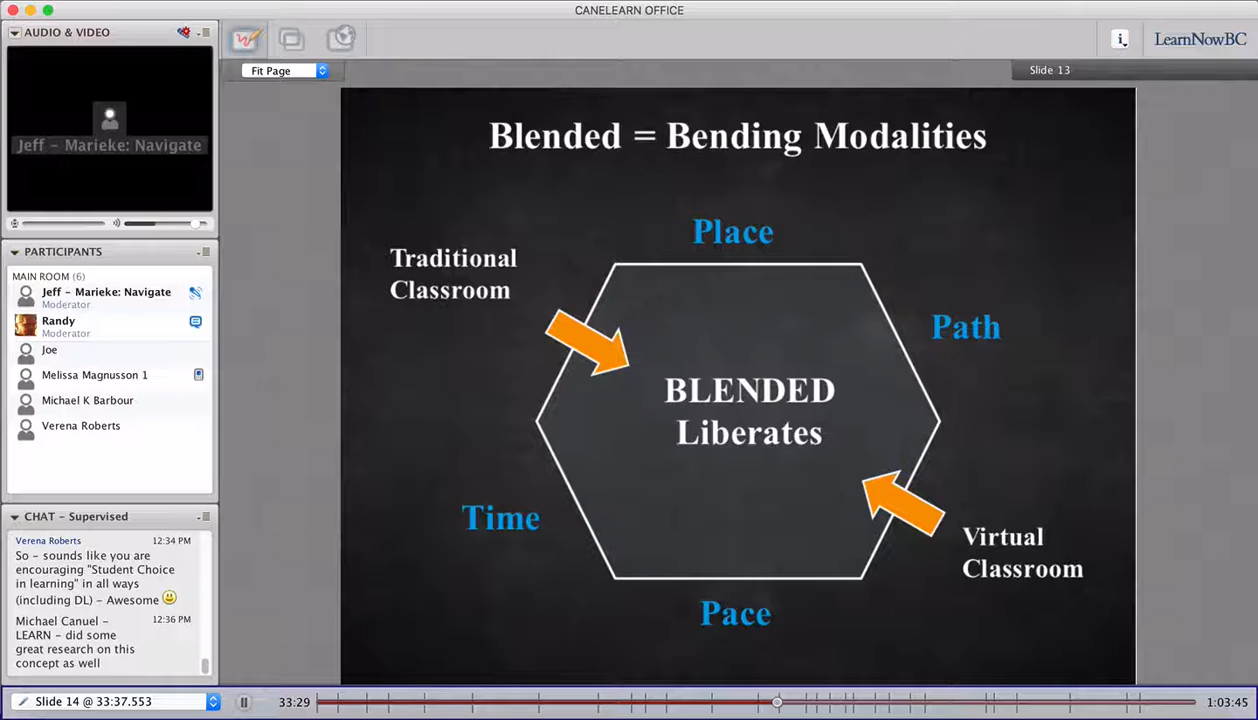 CANELEARN OFFICE
AUDIO & VIDEO
Jeff - Marieke: Navigate
PARTICIPANTS
MAIN ROOM (6)
Jeff - Marieke: Navigate
Moderator
Randy
Moderator
Joe
Melissa Magnusson 1
Michael K Barbour
Verena Roberts
CHAT - Supervised
Verena Roberts 12:34 PM
So - sounds like you are
encouraging "Student Choice
in learning" in all ways
(including DL) - Awesome
Michael Canuel - 12:36 PM
LEARN - did some
great research on this
concept as well
LearnNowBC
Fit Page
Slide 13
Blended = Bending Modalities
Place
Traditional
Classroom
Path
BLENDED
Liberates
Time
Virtual
Classroom
Pace
Slide 14 @ 33:37.553
33:29
1:03:45